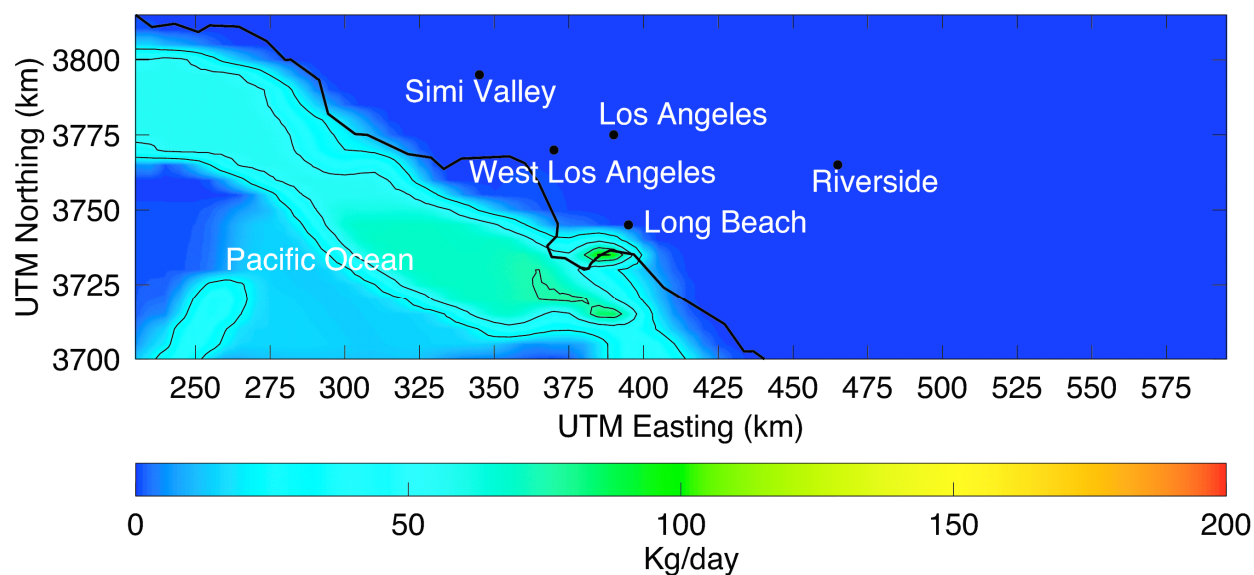 UTM Northing (km)
3800
3775
3750
3725
3700
Simi Valley
Los Angeles
West Los Angeles
Riverside
Long Beach
Pacific Ocean
250 275 300 325 350 375 400 425 450 475 500 525 550 575
UTM Easting (km)
0 50 100 150 200
Kg/day